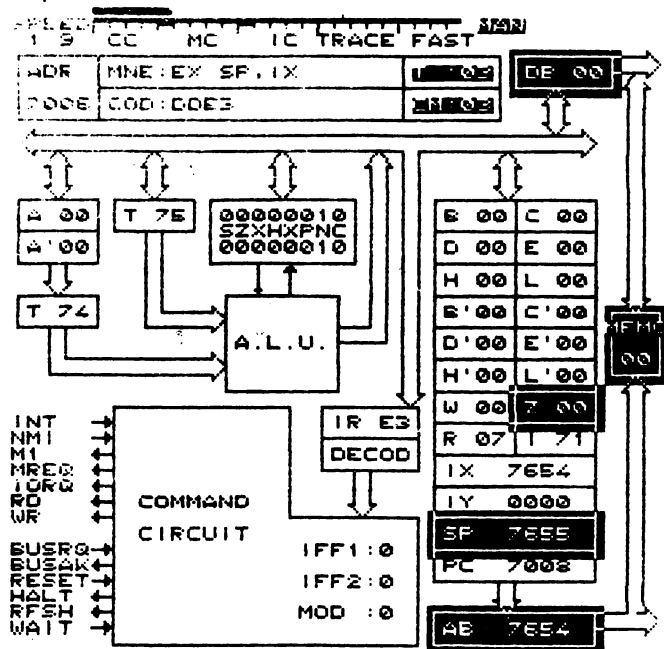 SPEED
1 9 CC MC IC TRACE FAST
ADR MNE:EX SP,IX
7006 COD:DDE3
DB 00
A 00 T 75 00000010 B 00 C 00
A'00 SZXHXPNC D 00 E 00
00000010 H 00 L 00
T 74 A.L.U. B'00 C'00
D'00 E'00
MEMO
00
H'00 L'00
W 00 Z 00
R 07 T 71
IR E3
DECOD
IX 7654
IY 0000
SP 7655
PC 7008
AB 7654
INT
NMI
M1
MREQ
IORQ
RD
WR
BUSRQ
BUSAK
RESET
HALT
RFSH
WAIT
COMMAND
CIRCUIT
IFF1:0
IFF2:0
MOD :0